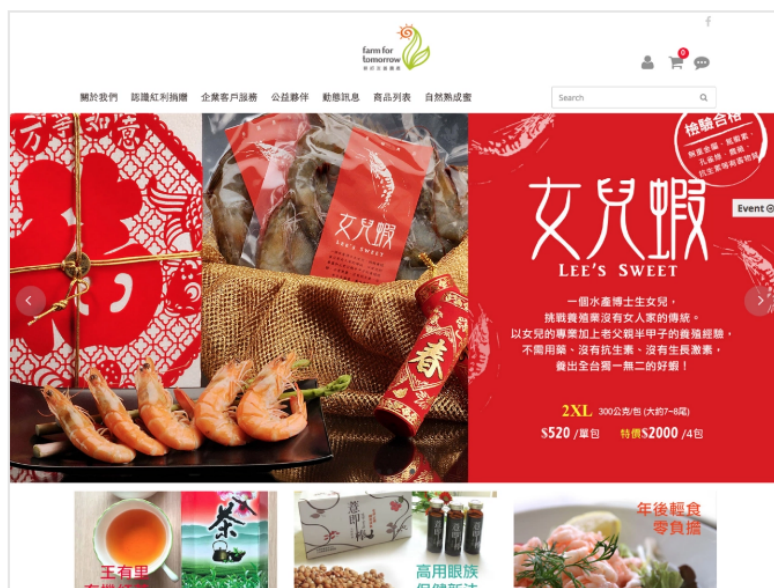 farm for
tomorrow
0
關於我們 認識紅利捐贈 企業客戶服務 公益夥伴 動態訊息 商品列表 自然熟成蜜
Search
檢驗合格
女兒蝦
LEE'S SWEET
春
女兒蝦
LEE'S SWEET
Event
一個水產博士生女兒，
挑戰養殖業沒有女人家的傳統。
以女兒的專業加上老父親半甲子的養殖經驗，
不需用藥、沒有抗生素、沒有生長激素，
養出全台獨一無二的好蝦！
2XL 300公克/包 (大約7~8尾)
$520 /單包 特價$2000 /4包
茶
王有里
高用眼族
年後輕食
零負擔